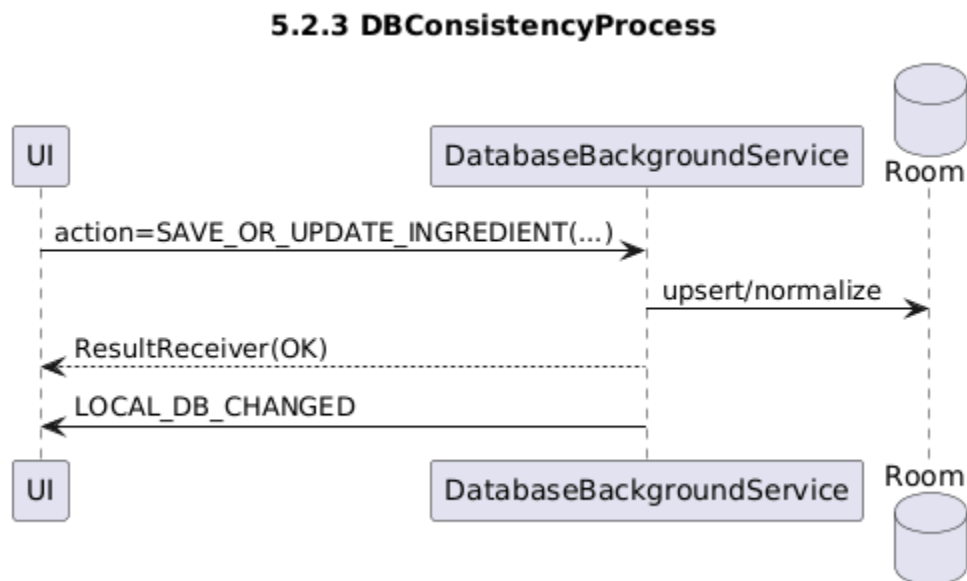 5.2.3 DBConsistencyProcess
UI
DatabaseBackgroundService
Room
action=SAVE_OR_UPDATE_INGREDIENT(...)
upsert/normalize
ResultReceiver(OK)
LOCAL_DB_CHANGED
UI
DatabaseBackgroundService
Room